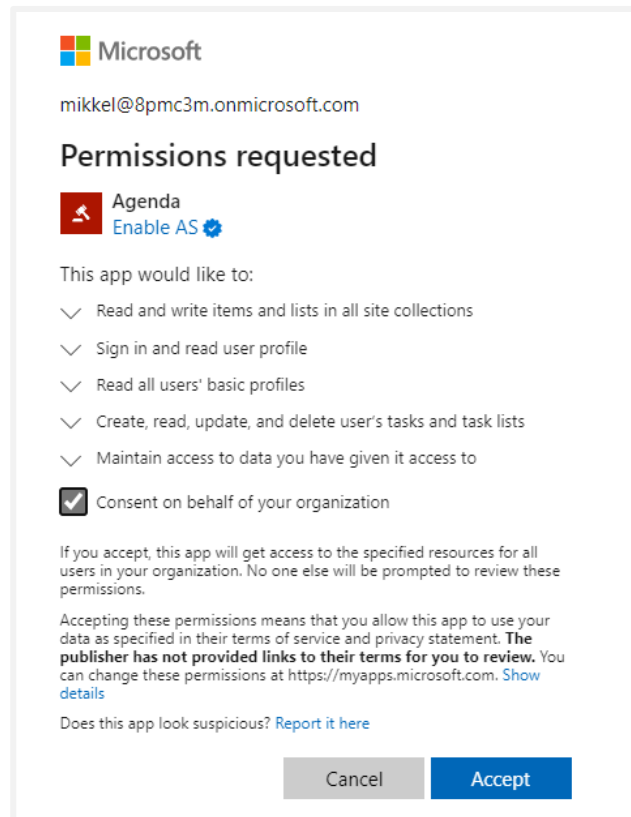 Microsoft
mikkel@8pmc3m.onmicrosoft.com
Permissions requested
Agenda
Enable AS
This app would like to:
Read and write items and lists in all site collections
Sign in and read user profile
Read all users' basic profiles
Create, read, update, and delete user's tasks and task lists
Maintain access to data you have given it access to
Consent on behalf of your organization
If you accept, this app will get access to the specified resources for all
users in your organization. No one else will be prompted to review these
permissions.
Accepting these permissions means that you allow this app to use your
data as specified in their terms of service and privacy statement. The
publisher has not provided links to their terms for you to review. You
can change these permissions at https://myapps.microsoft.com. Show
details
Does this app look suspicious? Report it here
Cancel Accept